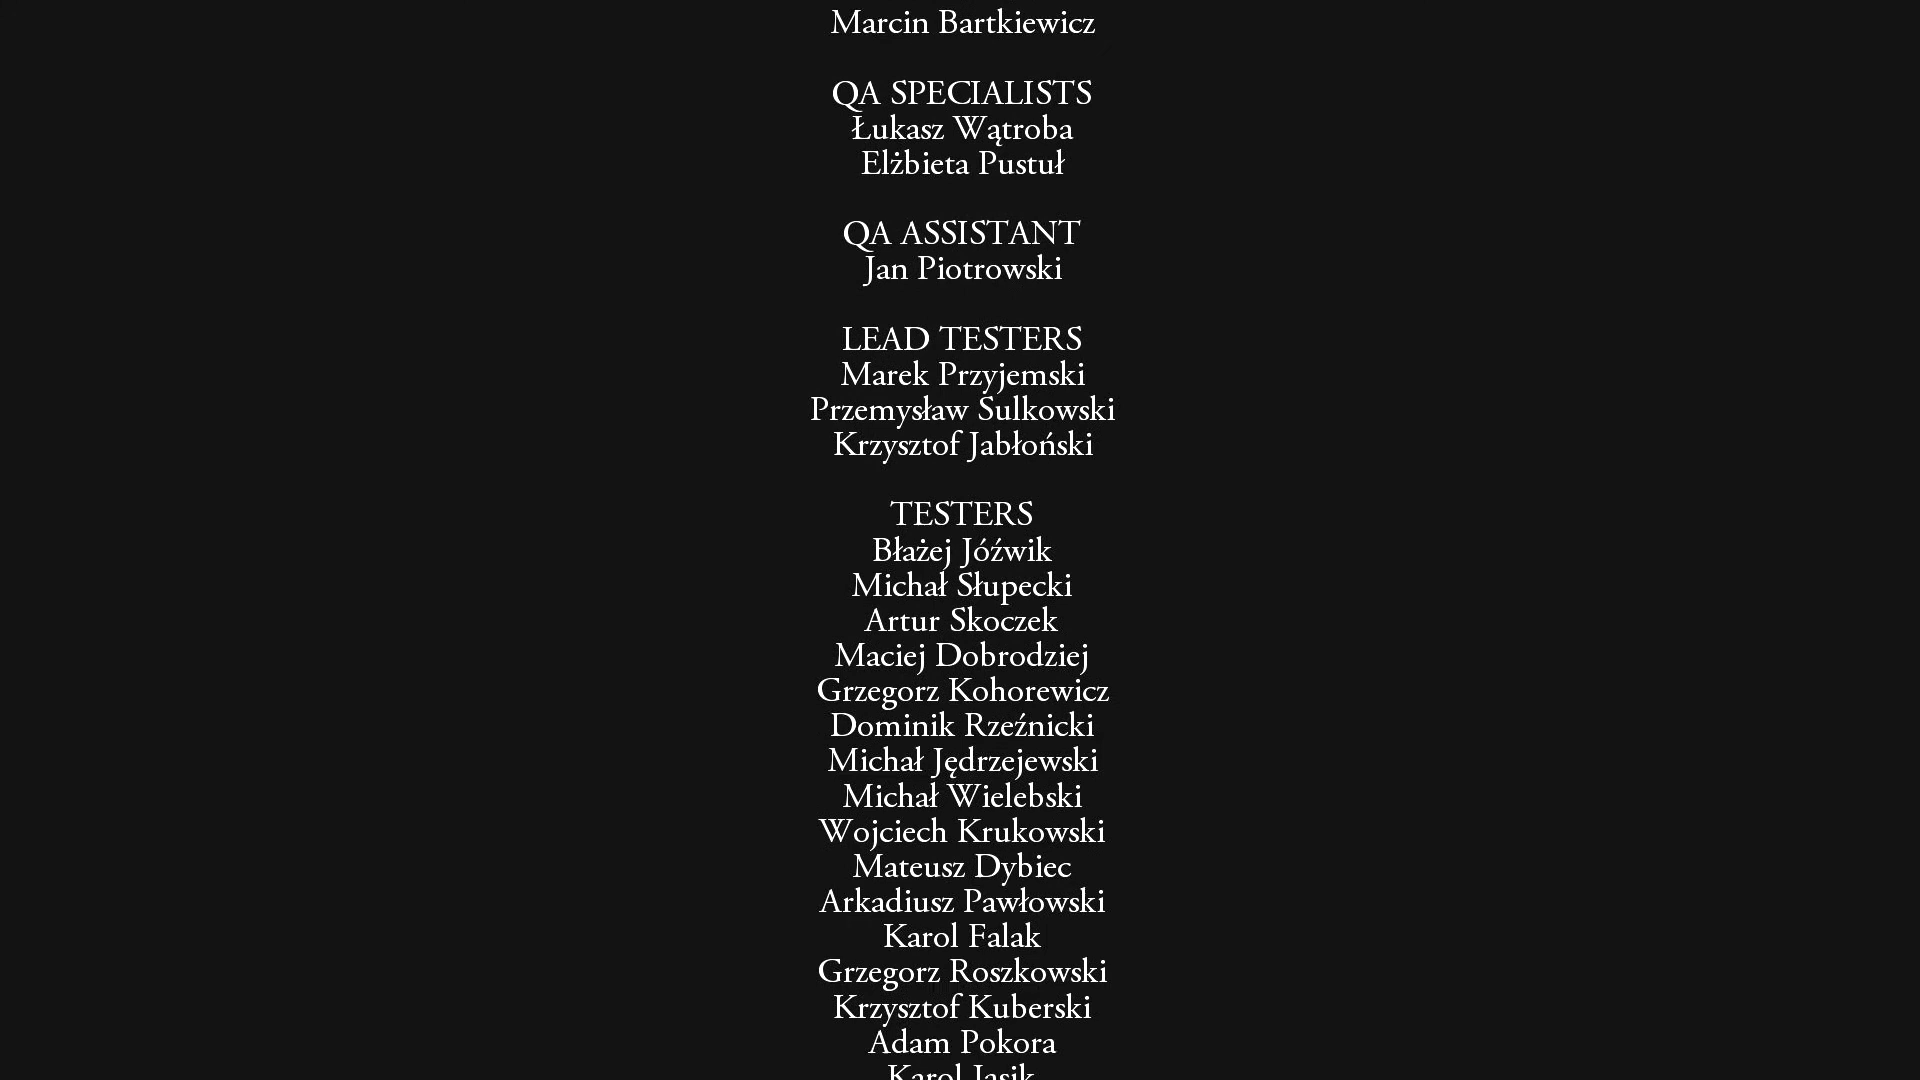 Marcin Bartkiewicz
QA SPECIALISTS
Łukasz Wątroba
Elżbieta Pustuł
QA ASSISTANT
Jan Piotrowski
LEAD TESTERS
Marek Przyjemski
Przemysław Sulkowski
Krzysztof Jabłoński
TESTERS
Błażej Jóźwik
Michał Słupecki
Artur Skoczek
Maciej Dobrodziej
Grzegorz Kohorewicz
Dominik Rzeźnicki
Michał Jędrzejewski
Michał Wielebski
Wojciech Krukowski
Mateusz Dybiec
Arkadiusz Pawłowski
Karol Falak
Grzegorz Roszkowski
Krzysztof Kuberski
Adam Pokora
Karol Jasik